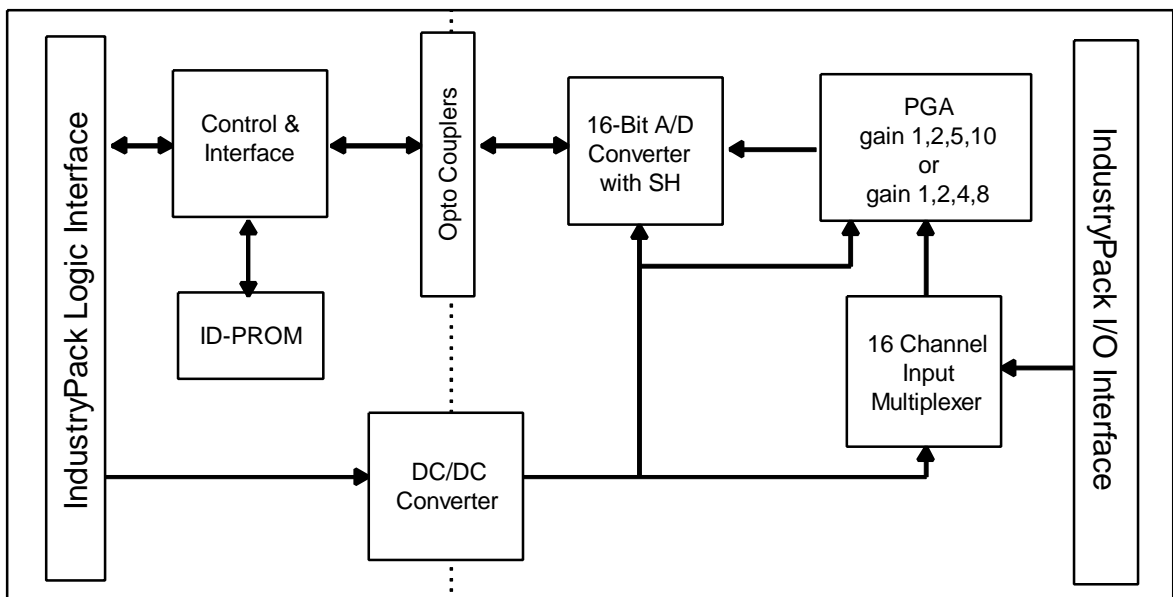 IndustryPack Logic Interface
Control &
Interface
ID-PROM
Opto Couplers
DC/DC
Converter
16-Bit A/D
Converter
with SH
PGA
gain 1,2,5,10
or
gain 1,2,4,8
16 Channel
Input
Multiplexer
IndustryPack I/O Interface